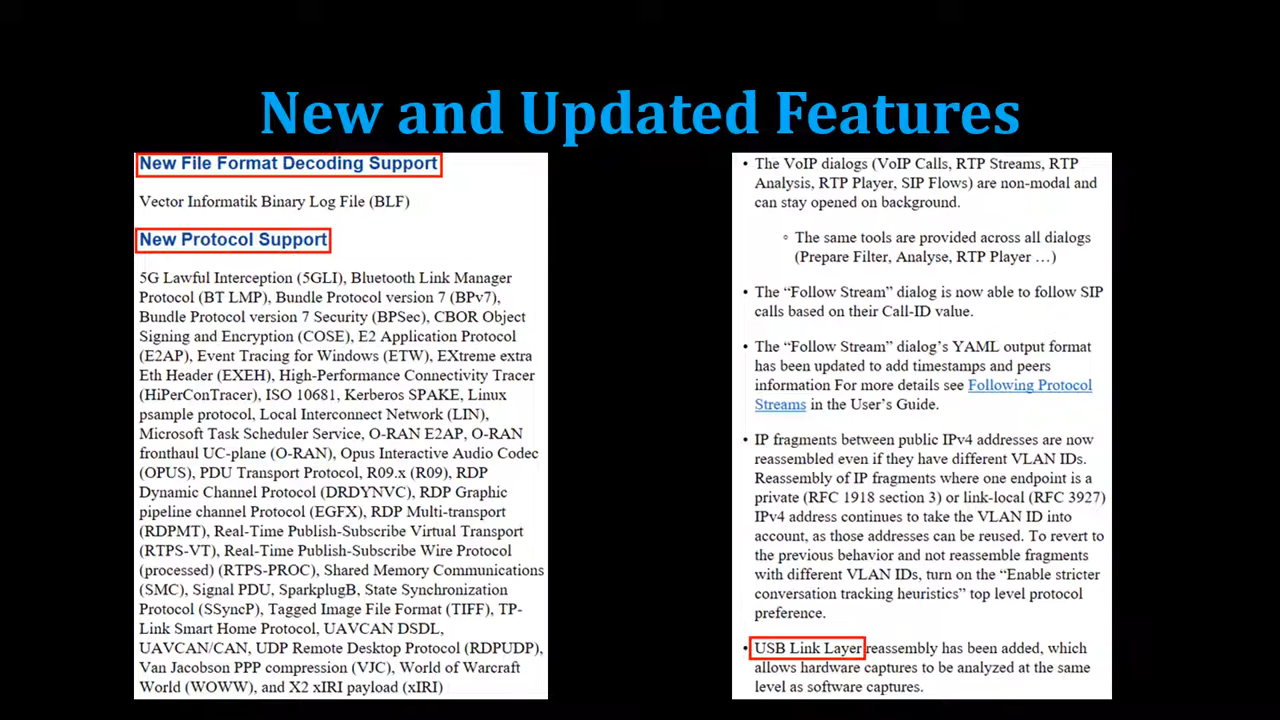 New and Updated Features
New File Format Decoding Support
Vector Informatik Binary Log File (BLF)
New Protocol Support
5G Lawful Interception (5GLI), Bluetooth Link Manager
Protocol (BT LMP), Bundle Protocol version 7 (BPv7),
Bundle Protocol version 7 Security (BPSec), CBOR Object
Signing and Encryption (COSE), E2 Application Protocol
(E2AP), Event Tracing for Windows (ETW), EXtreme extra
Eth Header (EXEH), High-Performance Connectivity Tracer
(HiPerConTracer), ISO 10681, Kerberos SPAKE, Linux
psample protocol, Local Interconnect Network (LIN),
Microsoft Task Scheduler Service, O-RAN E2AP, O-RAN
fronthaul UC-plane (O-RAN), Opus Interactive Audio Codec
(OPUS), PDU Transport Protocol, R09.x (R09), RDP
Dynamic Channel Protocol (DRDYNVC), RDP Graphic
pipeline channel Protocol (EGFX), RDP Multi-transport
(RDPMT), Real-Time Publish-Subscribe Virtual Transport
(RTPS-VT), Real-Time Publish-Subscribe Wire Protocol
(processed) (RTPS-PROC), Shared Memory Communications
(SMC), Signal PDU, SparkplugB, State Synchronization
Protocol (SSyncP), Tagged Image File Format (TIFF), TP-
Link Smart Home Protocol, UAVCAN DSDL,
UAVCAN/CAN, UDP Remote Desktop Protocol (RDPUDP),
Van Jacobson PPP compression (VJC), World of Warcraft
World (WOWW), and X2 xIRI payload (xIRI)
• The VoIP dialogs (VoIP Calls, RTP Streams, RTP
Analysis, RTP Player, SIP Flows) are non-modal and
can stay opened on background.
◦ The same tools are provided across all dialogs
(Prepare Filter, Analyse, RTP Player …)
• The “Follow Stream” dialog is now able to follow SIP
calls based on their Call-ID value.
• The “Follow Stream” dialog’s YAML output format
has been updated to add timestamps and peers
information For more details see Following Protocol
Streams in the User’s Guide.
• IP fragments between public IPv4 addresses are now
reassembled even if they have different VLAN IDs.
Reassembly of IP fragments where one endpoint is a
private (RFC 1918 section 3) or link-local (RFC 3927)
IPv4 address continues to take the VLAN ID into
account, as those addresses can be reused. To revert to
the previous behavior and not reassemble fragments
with different VLAN IDs, turn on the “Enable stricter
conversation tracking heuristics” top level protocol
preference.
• USB Link Layer reassembly has been added, which
allows hardware captures to be analyzed at the same
level as software captures.